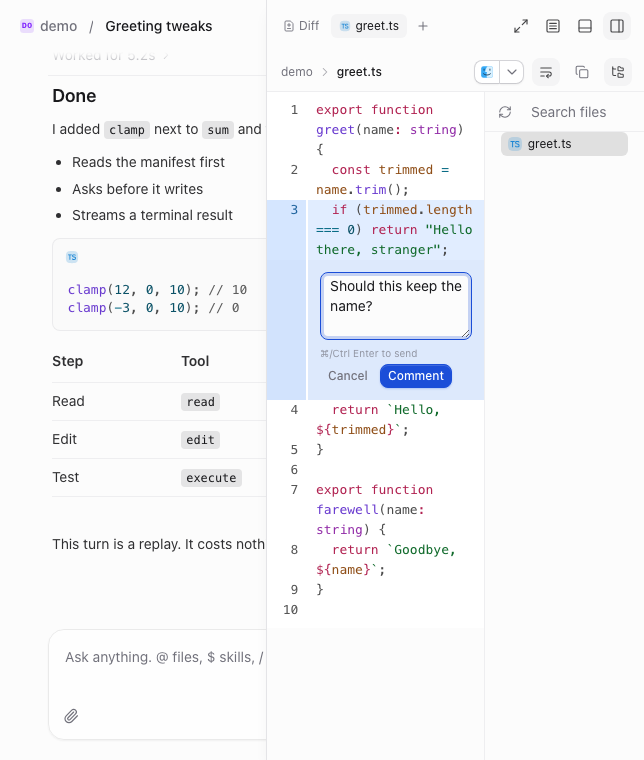 DO demo / Greeting tweaks
Worked for 5.2s
Done
I added clamp next to sum and
Reads the manifest first
Asks before it writes
Streams a terminal result
TS
clamp(12, 0, 10); // 10
clamp(−3, 0, 10); // 0
Step Tool
Read read
Edit edit
Test execute
This turn is a replay. It costs noth
Ask anything. @ files, $ skills, /
Diff TS greet.ts
demo > greet.ts
1 export function
greet(name: string)
{
2 const trimmed =
name.trim();
3 if (trimmed.length
=== 0) return "Hello
there, stranger";
Should this keep the
name?
⌘/Ctrl Enter to send
Cancel Comment
4 return `Hello,
${trimmed}`;
5 }
6
7 export function
farewell(name:
string) {
8 return `Goodbye,
${name}`;
9 }
10
Search files
TS greet.ts